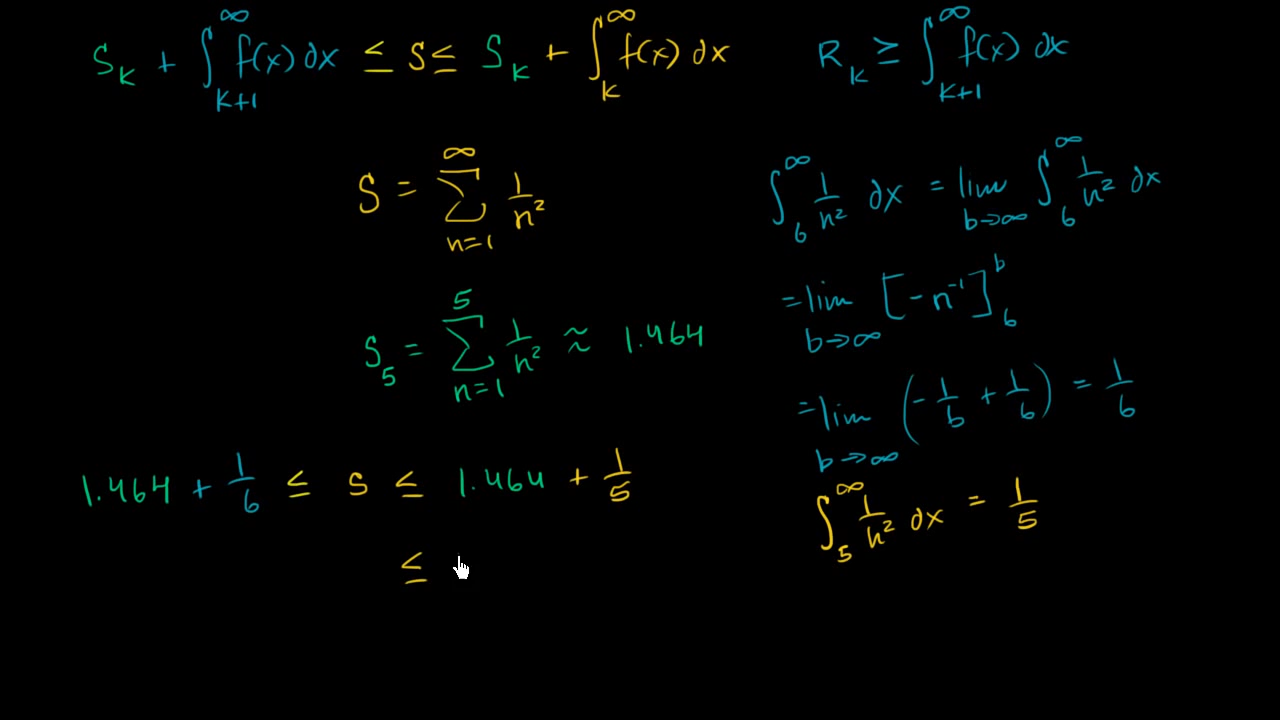 S_k + ∫_{k+1}^∞ f(x) dx ≤ S ≤ S_k + ∫_k^∞ f(x) dx
R_k ≥ ∫_{k+1}^∞ f(x) dx
S = ∑_{n=1}^∞ 1/n²
∫_6^∞ 1/n² dx = lim_{b→∞} ∫_6^∞ 1/n² dx
= lim_{b→∞} [-n⁻¹]_6^b
S_5 = ∑_{n=1}^5 1/n² ≈ 1.464
= lim_{b→∞} (-1/b + 1/6) = 1/6
1.464 + 1/6 ≤ S ≤ 1.464 + 1/5
∫_5^∞ 1/n² dx = 1/5
≤